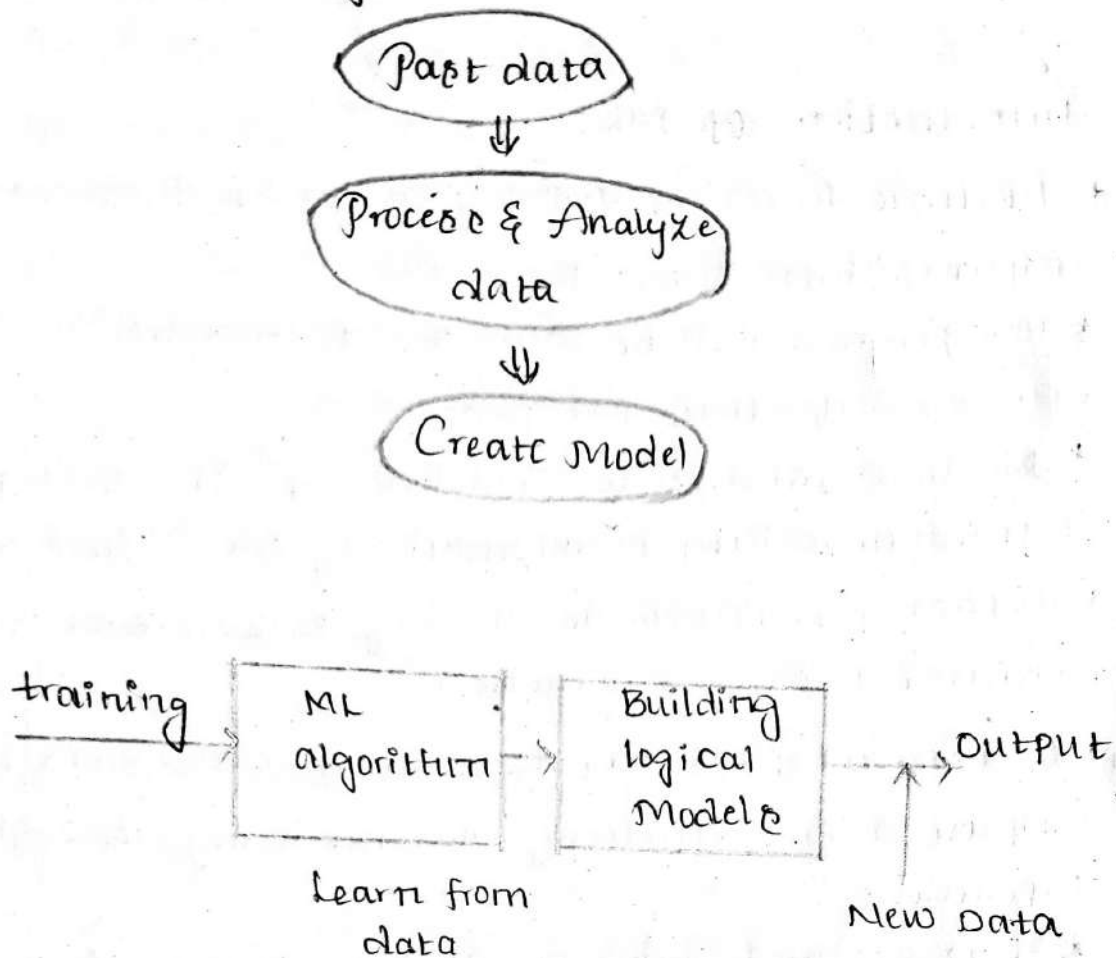 Past data
Process & Analyze
data
Create Model
training
ML
algorithm
Building
logical
Models
Output
Learn from
data
New Data